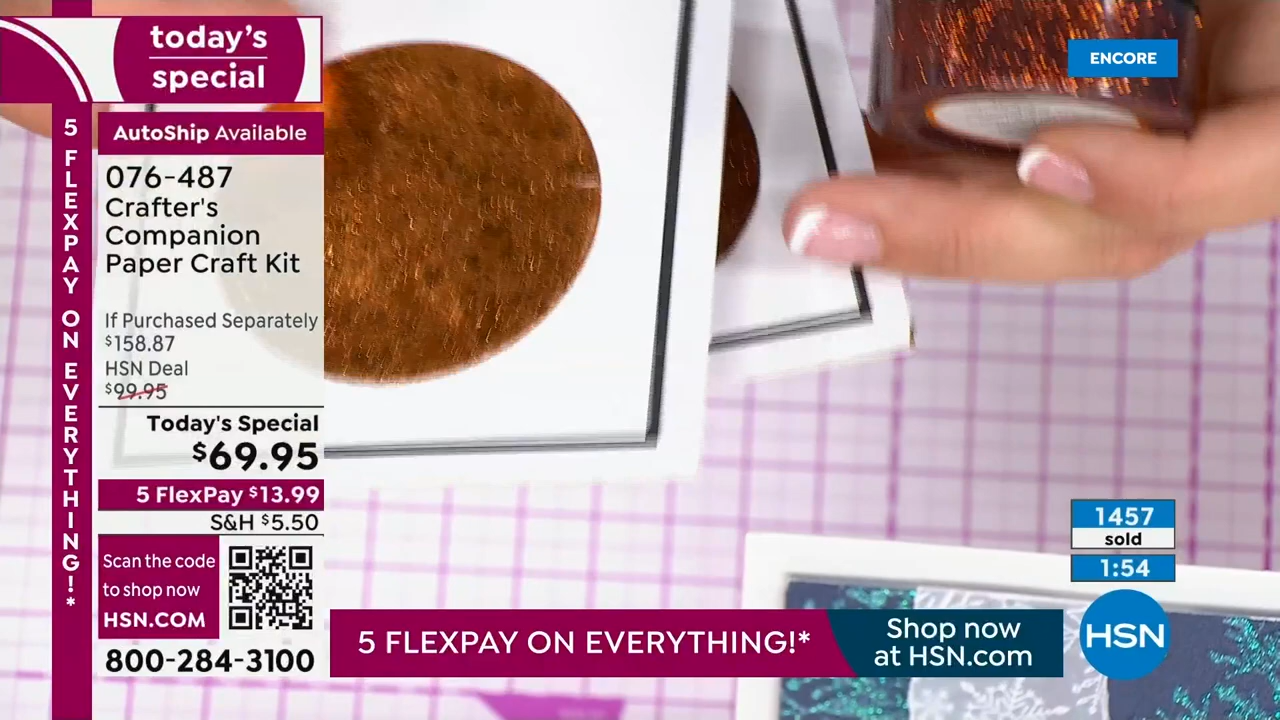 today's
special
5 FLEXPAY ON EVERYTHING!*
AutoShip Available
076-487
Crafter's
Companion
Paper Craft Kit
If Purchased Separately
$158.87
HSN Deal
$99.95
Today's Special
$69.95
5 FlexPay $13.99
S&H $5.50
Scan the code
to shop now
HSN.COM
800-284-3100
ENCORE
1457
sold
1:54
5 FLEXPAY ON EVERYTHING!*
Shop now
at HSN.com
HSN